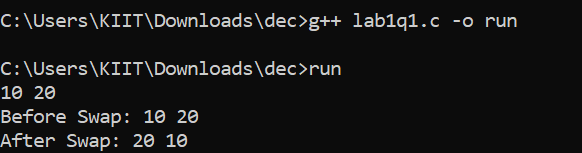 C:\Users\KIIT\Downloads\dec>g++ lab1q1.c -o run
C:\Users\KIIT\Downloads\dec>run
10 20
Before Swap: 10 20
After Swap: 20 10